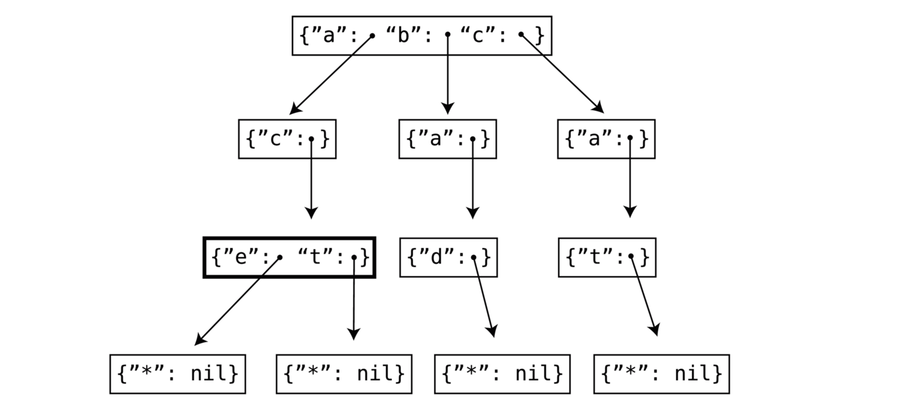 {”a”: “b”: “c”: }
{”c”: } {”a”: } {”a”: }
{”e”: “t”: } {”d”: } {”t”: }
{”*”: nil} {”*”: nil} {”*”: nil} {”*”: nil}